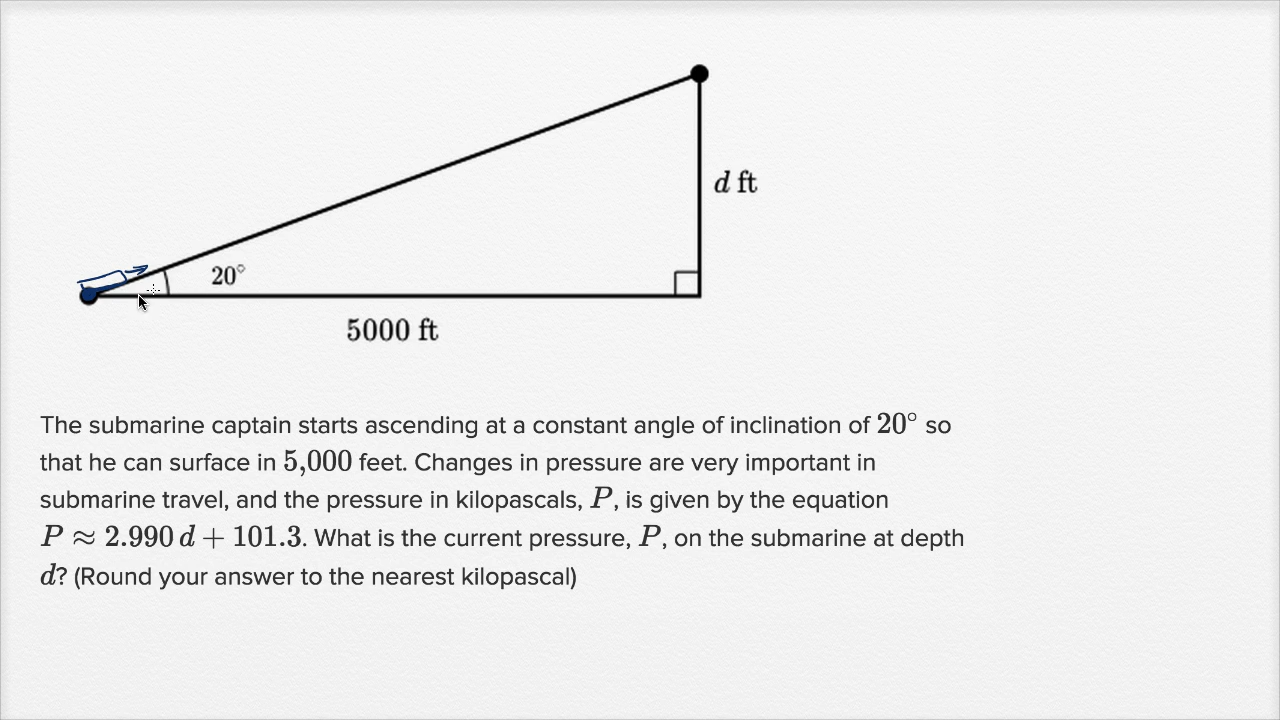 d ft
20°
5000 ft
The submarine captain starts ascending at a constant angle of inclination of 20° so
that he can surface in 5,000 feet. Changes in pressure are very important in
submarine travel, and the pressure in kilopascals, P, is given by the equation
P ≈ 2.990 d + 101.3. What is the current pressure, P, on the submarine at depth
d? (Round your answer to the nearest kilopascal)